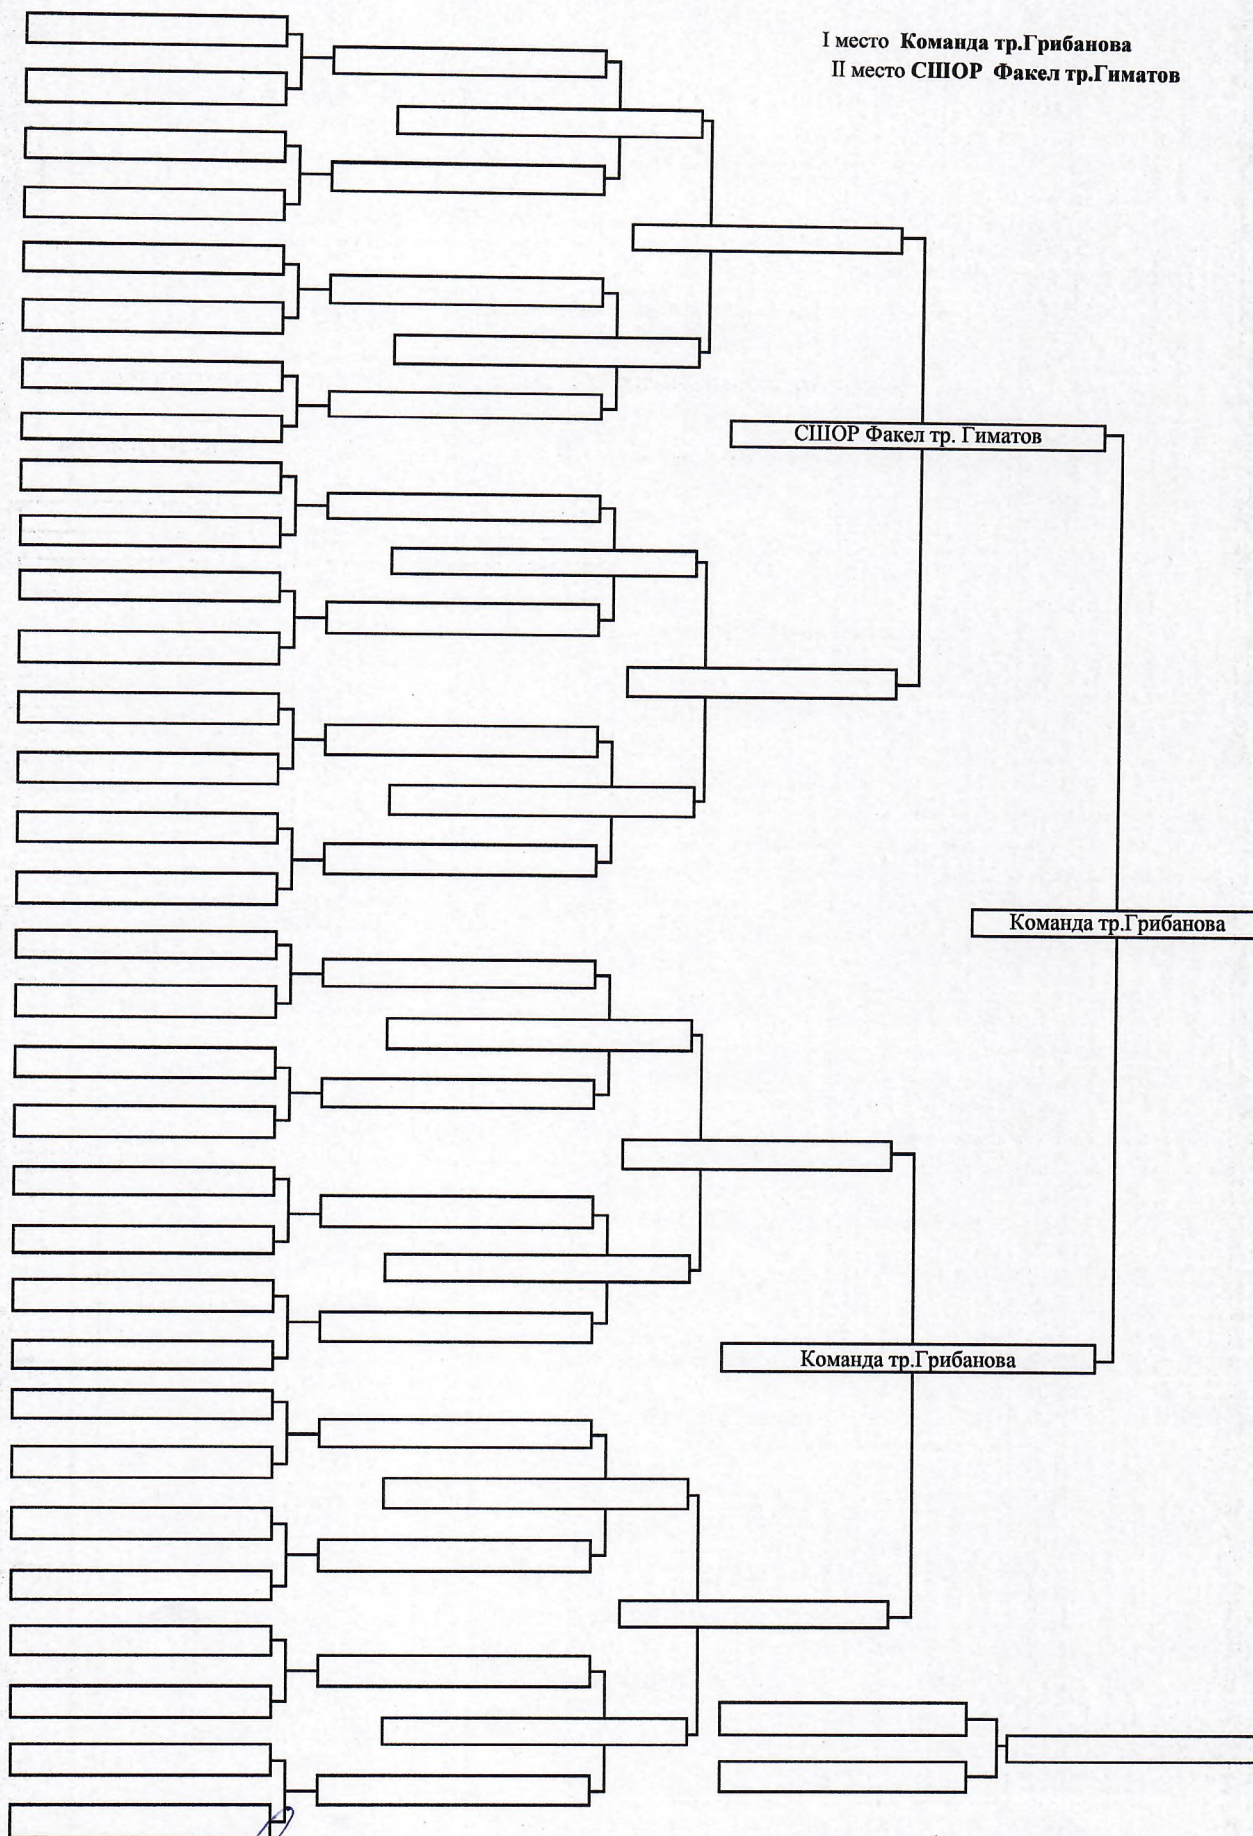 I место Команда тр.Грибанова
II место СШОР Факел тр.Гиматов
СШОР Факел тр. Гиматов
Команда тр.Грибанова
Команда тр.Грибанова